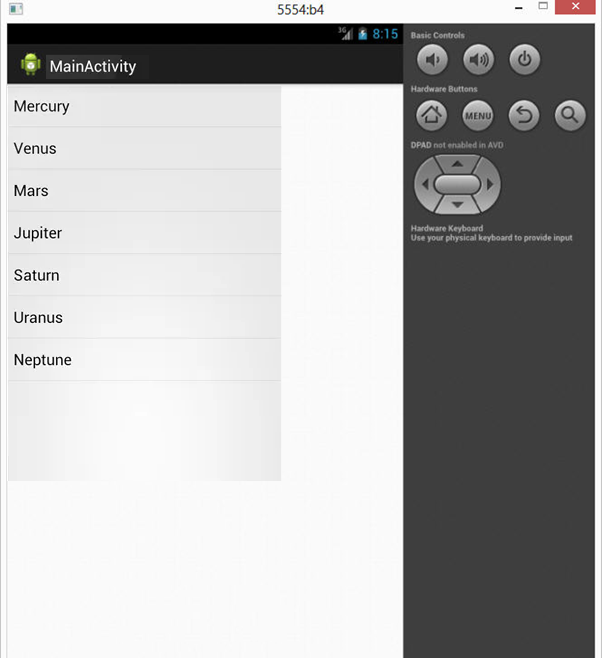 5554:b4
3G 8:15
MainActivity
Mercury
Venus
Mars
Jupiter
Saturn
Uranus
Neptune
Basic Controls
Hardware Buttons
MENU
DPAD not enabled in AVD
Hardware Keyboard
Use your physical keyboard to provide input